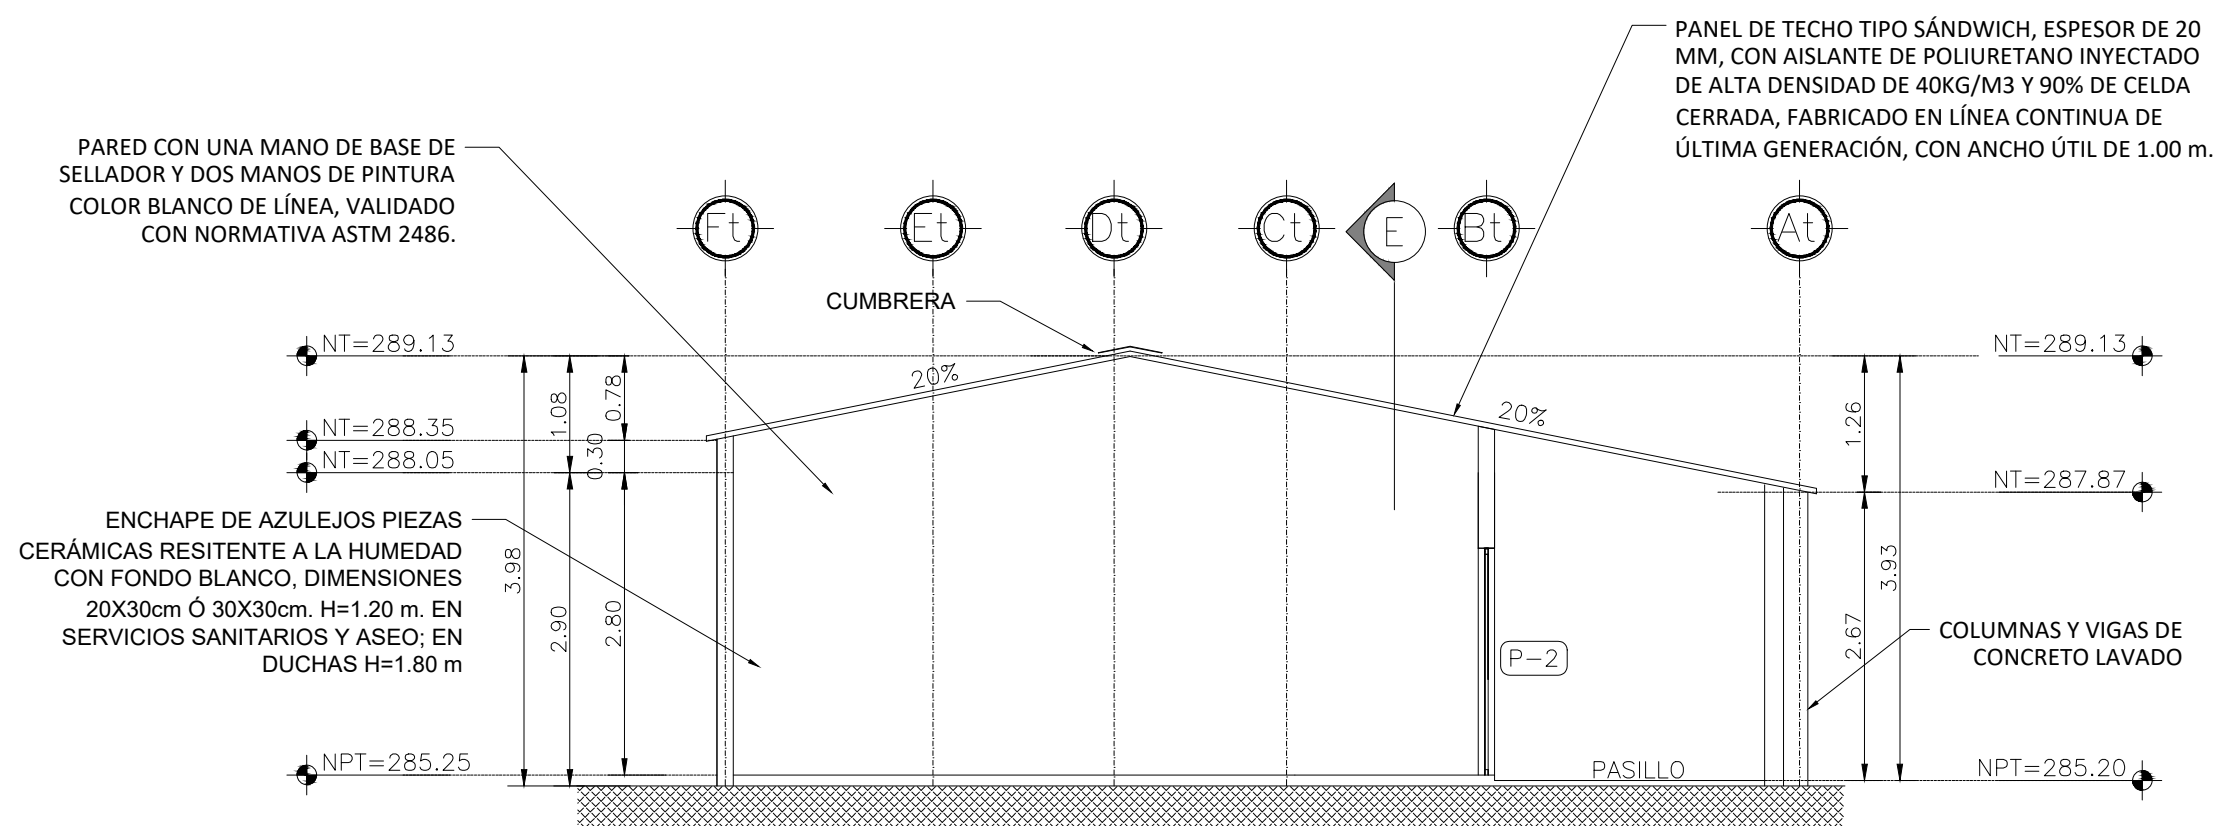 PANEL DE TECHO TIPO SÁNDWICH, ESPESOR DE 20
MM, CON AISLANTE DE POLIURETANO INYECTADO
DE ALTA DENSIDAD DE 40KG/M3 Y 90% DE CELDA
CERRADA, FABRICADO EN LÍNEA CONTINUA DE
ÚLTIMA GENERACIÓN, CON ANCHO ÚTIL DE 1.00 m.
PARED CON UNA MANO DE BASE DE
SELLADOR Y DOS MANOS DE PINTURA
COLOR BLANCO DE LÍNEA, VALIDADO
CON NORMATIVA ASTM 2486.
Ft
Et
Dt
Ct
E
Bt
At
CUMBRERA
NT=289.13
NT=289.13
20%
20%
0.78
1.08
1.26
NT=288.35
0.30
NT=288.05
NT=287.87
ENCHAPE DE AZULEJOS PIEZAS
CERÁMICAS RESITENTE A LA HUMEDAD
CON FONDO BLANCO, DIMENSIONES
20X30cm Ó 30X30cm. H=1.20 m. EN
SERVICIOS SANITARIOS Y ASEO; EN
DUCHAS H=1.80 m
3.98
2.90
2.80
2.67
3.93
P-2
COLUMNAS Y VIGAS DE
CONCRETO LAVADO
NPT=285.25
PASILLO
NPT=285.20